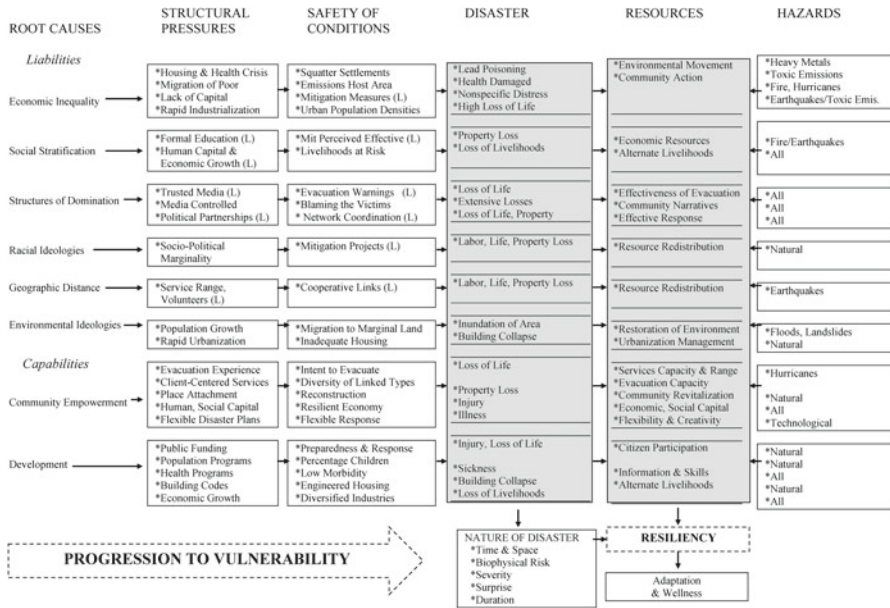 ROOT CAUSES
STRUCTURAL
PRESSURES
SAFETY OF
CONDITIONS
DISASTER
RESOURCES
HAZARDS
Liabilities
Economic Inequality
*Housing & Health Crisis
*Migration of Poor
*Lack of Capital
*Rapid Industrialization
*Squatter Settlements
*Emissions Host Area
*Mitigation Measures (L)
*Urban Population Densities
*Lead Poisoning
*Health Damaged
*Nonspecific Distress
*High Loss of Life
*Environmental Movement
*Community Action
*Heavy Metals
*Toxic Emissions
*Fire, Hurricanes
*Earthquakes/Toxic Emis.
Social Stratification
*Formal Education (L)
*Human Capital &
Economic Growth (L)
*Mit Perceived Effective (L)
*Livelihoods at Risk
*Property Loss
*Loss of Livelihoods
*Economic Resources
*Alternate Livelihoods
*Fire/Earthquakes
*All
Structures of Domination
*Trusted Media (L)
*Media Controlled
*Political Partnerships (L)
*Evacuation Warnings (L)
*Blaming the Victims
* Network Coordination (L)
*Loss of Life
*Extensive Losses
*Loss of Life, Property
*Effectiveness of Evacuation
*Community Narratives
*Effective Response
*All
*All
*All
Racial Ideologies
*Socio-Political
Marginality
*Mitigation Projects (L)
*Labor, Life, Property Loss
*Resource Redistribution
*Natural
Geographic Distance
*Service Range,
Volunteers (L)
*Cooperative Links (L)
*Labor, Life, Property Loss
*Resource Redistribution
*Earthquakes
Environmental Ideologies
*Population Growth
*Rapid Urbanization
*Migration to Marginal Land
*Inadequate Housing
*Inundation of Area
*Building Collapse
*Restoration of Environment
*Urbanization Management
*Floods, Landslides
*Natural
Capabilities
Community Empowerment
*Evacuation Experience
*Client-Centered Services
*Place Attachment
*Human, Social Capital
*Flexible Disaster Plans
*Intent to Evacuate
*Diversity of Linked Types
*Reconstruction
*Resilient Economy
*Flexible Response
*Loss of Life
*Property Loss
*Injury
*Illness
*Services Capacity & Range
*Evacuation Capacity
*Community Revitalization
*Economic, Social Capital
*Flexibility & Creativity
*Hurricanes
*Natural
*All
*Technological
Development
*Public Funding
*Population Programs
*Health Programs
*Building Codes
*Economic Growth
*Preparedness & Response
*Percentage Children
*Low Morbidity
*Engineered Housing
*Diversified Industries
*Injury, Loss of Life
*Sickness
*Building Collapse
*Loss of Livelihoods
*Citizen Participation
*Information & Skills
*Alternate Livelihoods
*Natural
*Natural
*All
*Natural
*All
PROGRESSION TO VULNERABILITY
NATURE OF DISASTER
*Time & Space
*Biophysical Risk
*Severity
*Surprise
*Duration
RESILIENCY
Adaptation
& Wellness